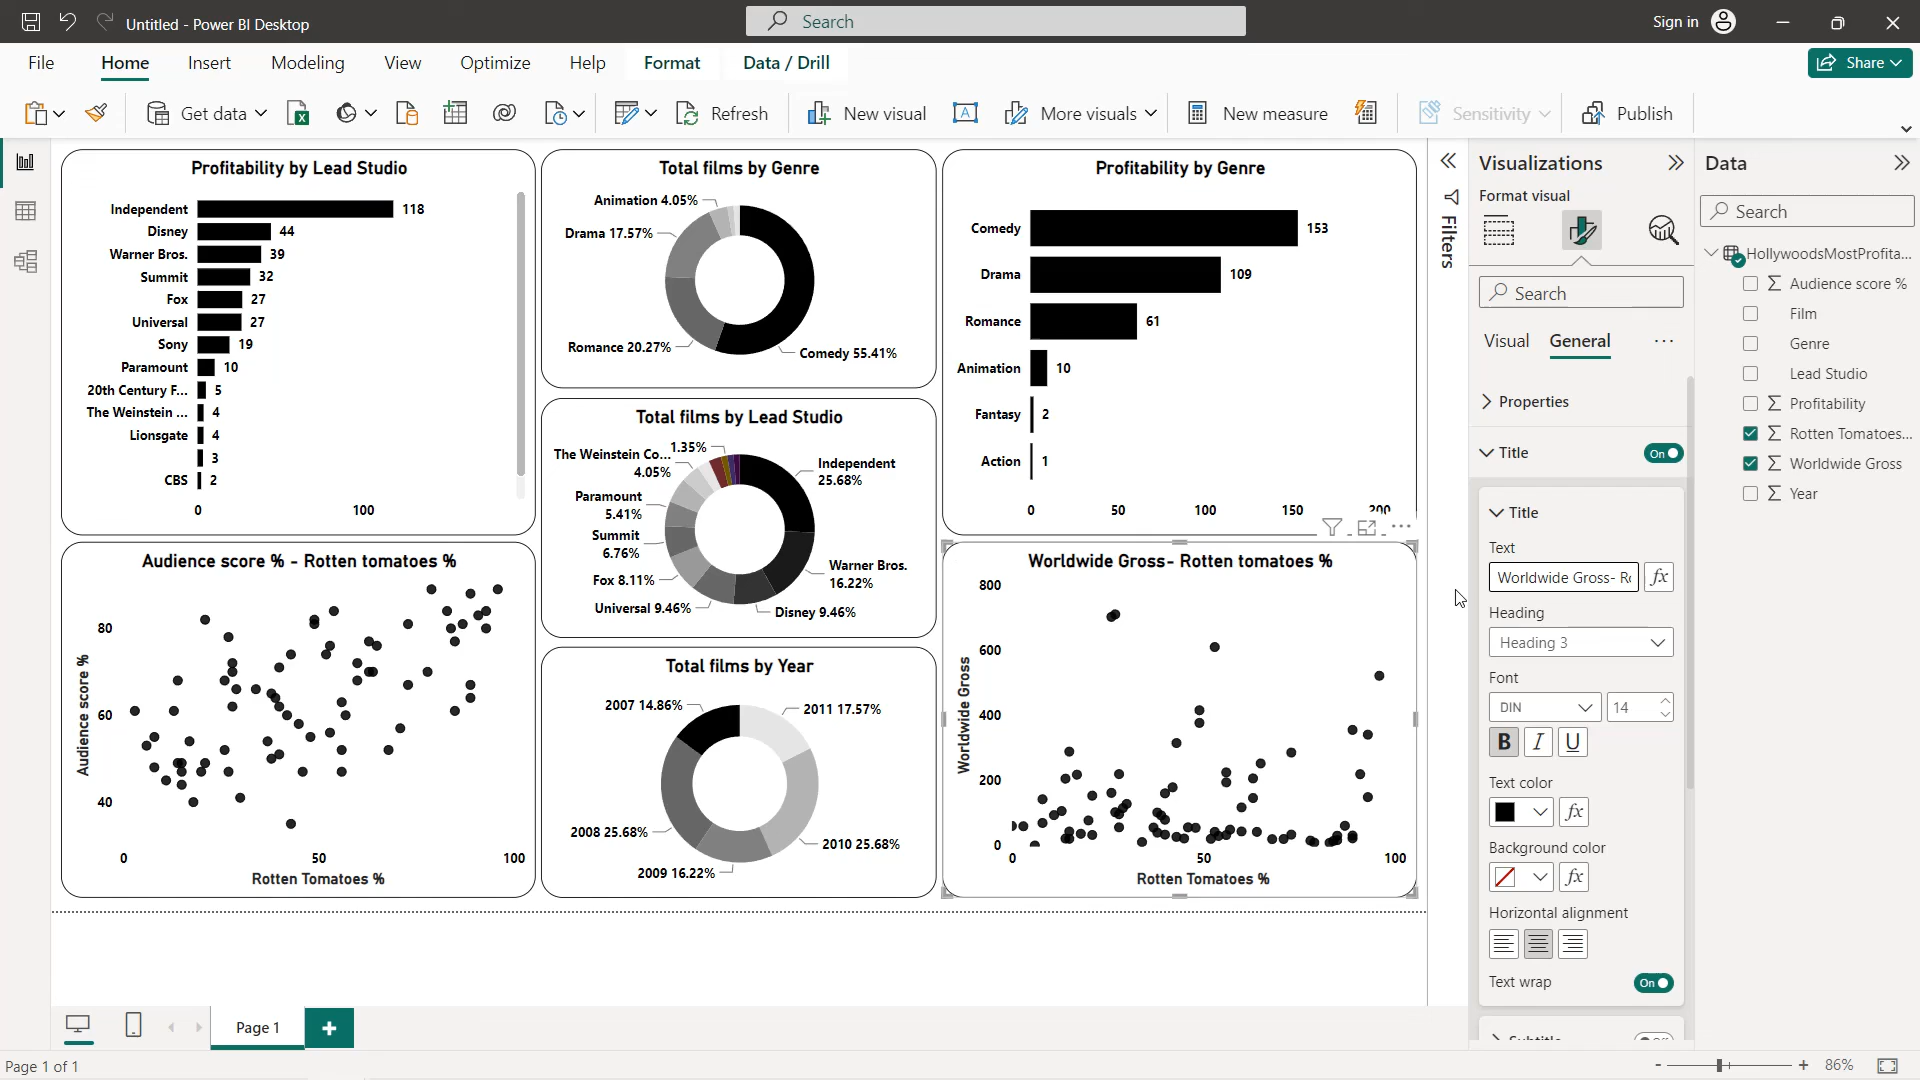 Untitled - Power BI Desktop
Search
Sign in
File Home Insert Modeling View Optimize Help Format Data / Drill
Share
Get data
Refresh
New visual
More visuals
New measure
Sensitivity
Publish
Profitability by Lead Studio
Independent 118
Disney 44
Warner Bros. 39
Summit 32
Fox 27
Universal 27
Sony 19
Paramount 10
20th Century F... 5
The Weinstein ... 4
Lionsgate 4
3
CBS 2
0 100
Total films by Genre
Animation 4.05%
Drama 17.57%
Romance 20.27%
Comedy 55.41%
Profitability by Genre
Comedy 153
Drama 109
Romance 61
Animation 10
Fantasy 2
Action 1
0 50 100 150 200
Total films by Lead Studio
The Weinstein Co... 1.35%
4.05%
Independent
25.68%
Paramount
5.41%
Summit
6.76%
Fox 8.11%
Warner Bros.
16.22%
Universal 9.46%
Disney 9.46%
Audience score % - Rotten tomatoes %
Audience score %
80
60
40
0 50 100
Rotten Tomatoes %
Total films by Year
2007 14.86%
2011 17.57%
2008 25.68%
2010 25.68%
2009 16.22%
Worldwide Gross- Rotten tomatoes %
Worldwide Gross
800
600
400
200
0
0 50 100
Rotten Tomatoes %
Filters
Visualizations
Format visual
Search
Visual General ...
Properties
Title On
Title
Text
Worldwide Gross- Ro
fx
Heading
Heading 3
Font
DIN 14
B I U
Text color
fx
Background color
fx
Horizontal alignment
Text wrap On
Subtitle Off
Data
Search
HollywoodsMostProfita...
Audience score %
Film
Genre
Lead Studio
Profitability
Rotten Tomatoes...
Worldwide Gross
Year
Page 1
Page 1 of 1
- + 86%